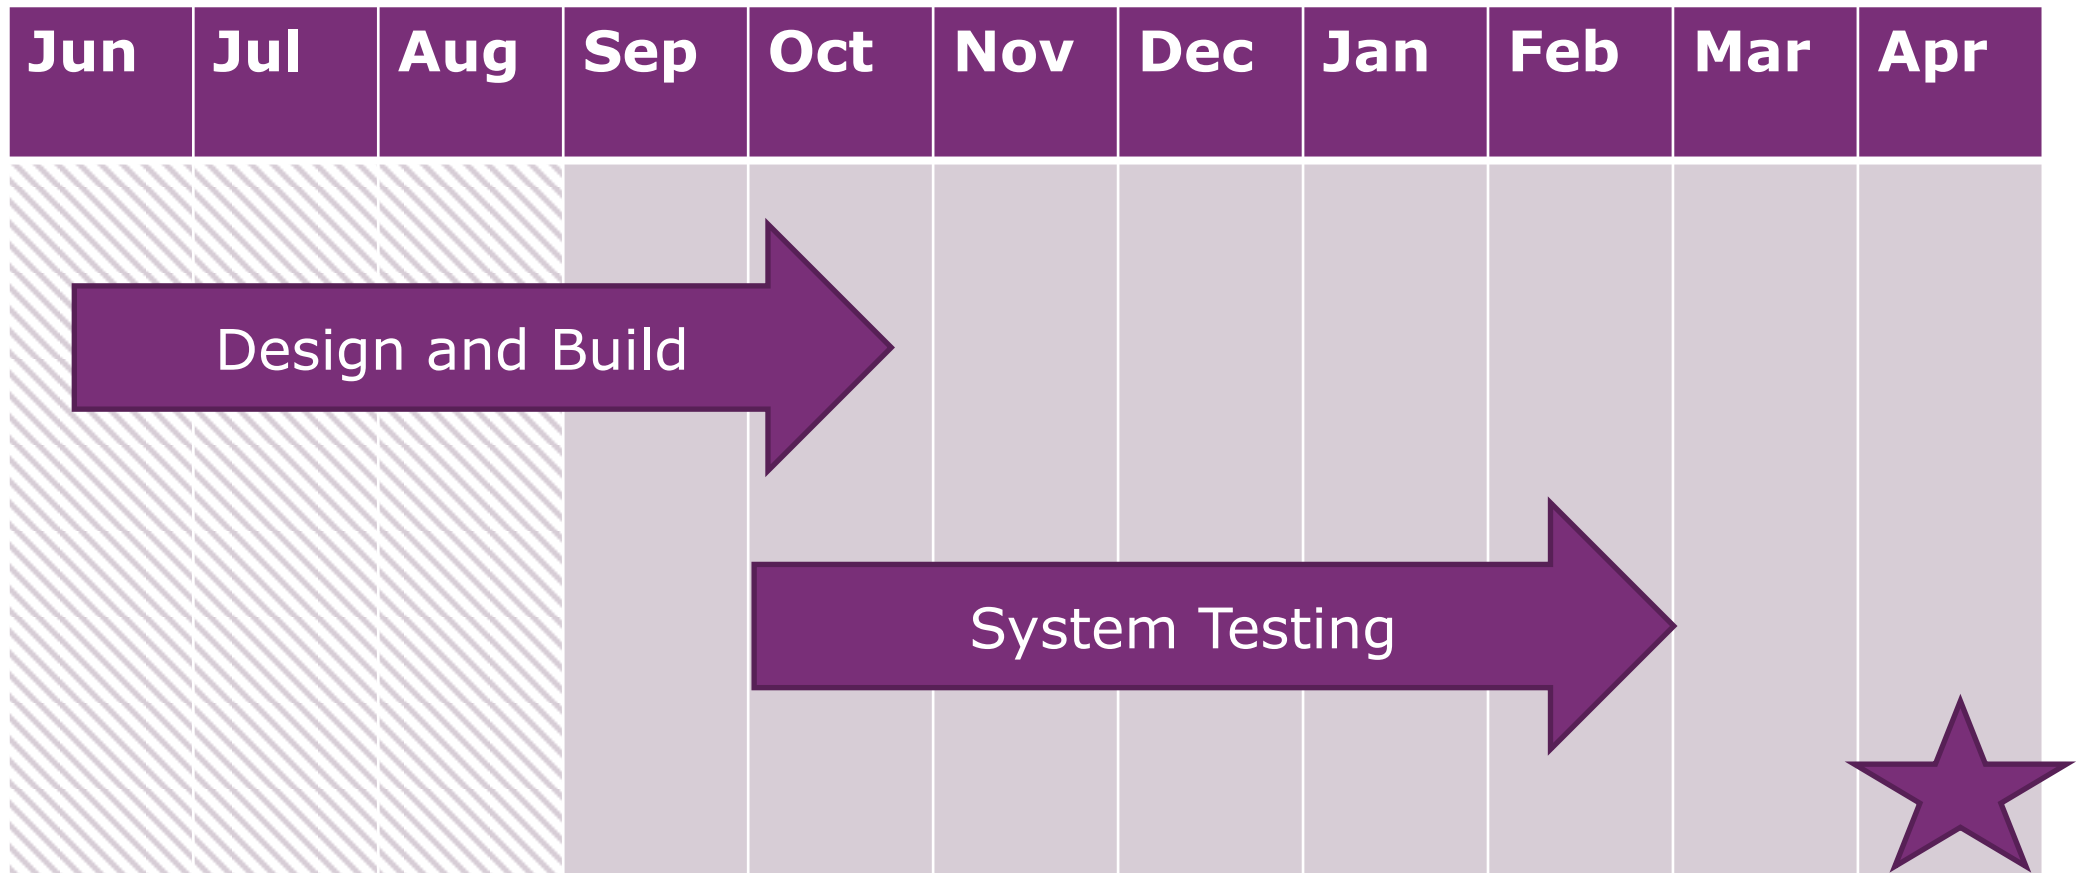 Jun Jul Aug Sep Oct Nov Dec Jan Feb Mar Apr
Design and Build
System Testing